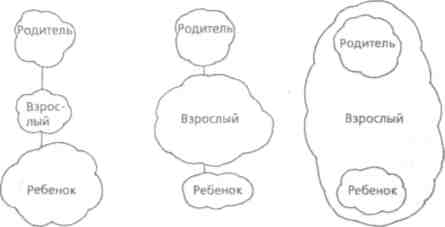 Родитель
Взрос-
лый
Ребенок
Родитель
Взрослый
Ребенок
Родитель
Взрослый
Ребенок